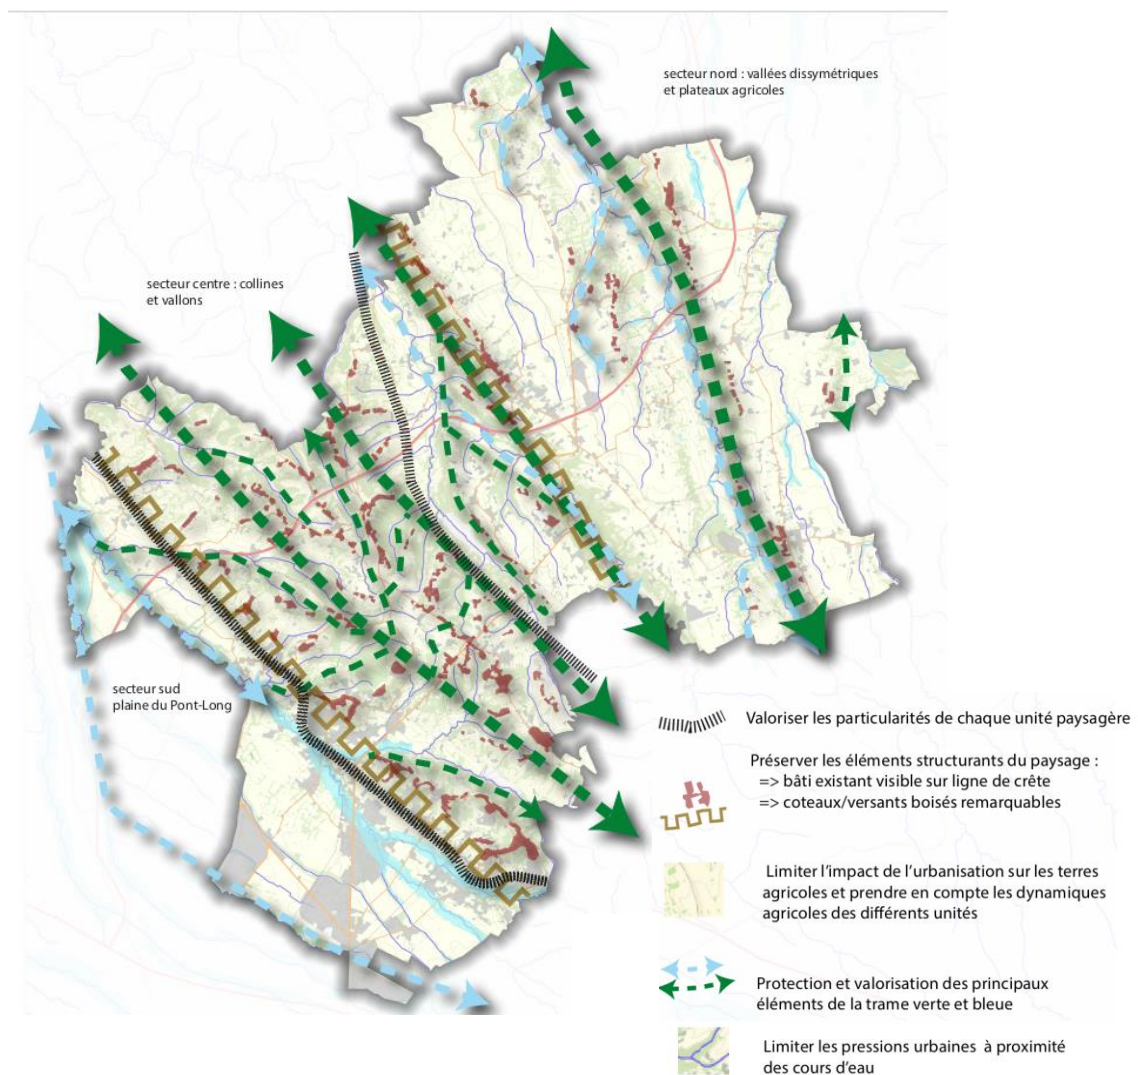 secteur nord : vallées dissymétriques
et plateaux agricoles
secteur centre : collines
et vallons
secteur sud
plaine du Pont-Long
Valoriser les particularités de chaque unité paysagère
Préserver les éléments structurants du paysage :
=> bâti existant visible sur ligne de crête
=> coteaux/versants boisés remarquables
Limiter l'impact de l'urbanisation sur les terres
agricoles et prendre en compte les dynamiques
agricoles des différents unités
Protection et valorisation des principaux
éléments de la trame verte et bleue
Limiter les pressions urbaines à proximité
des cours d'eau